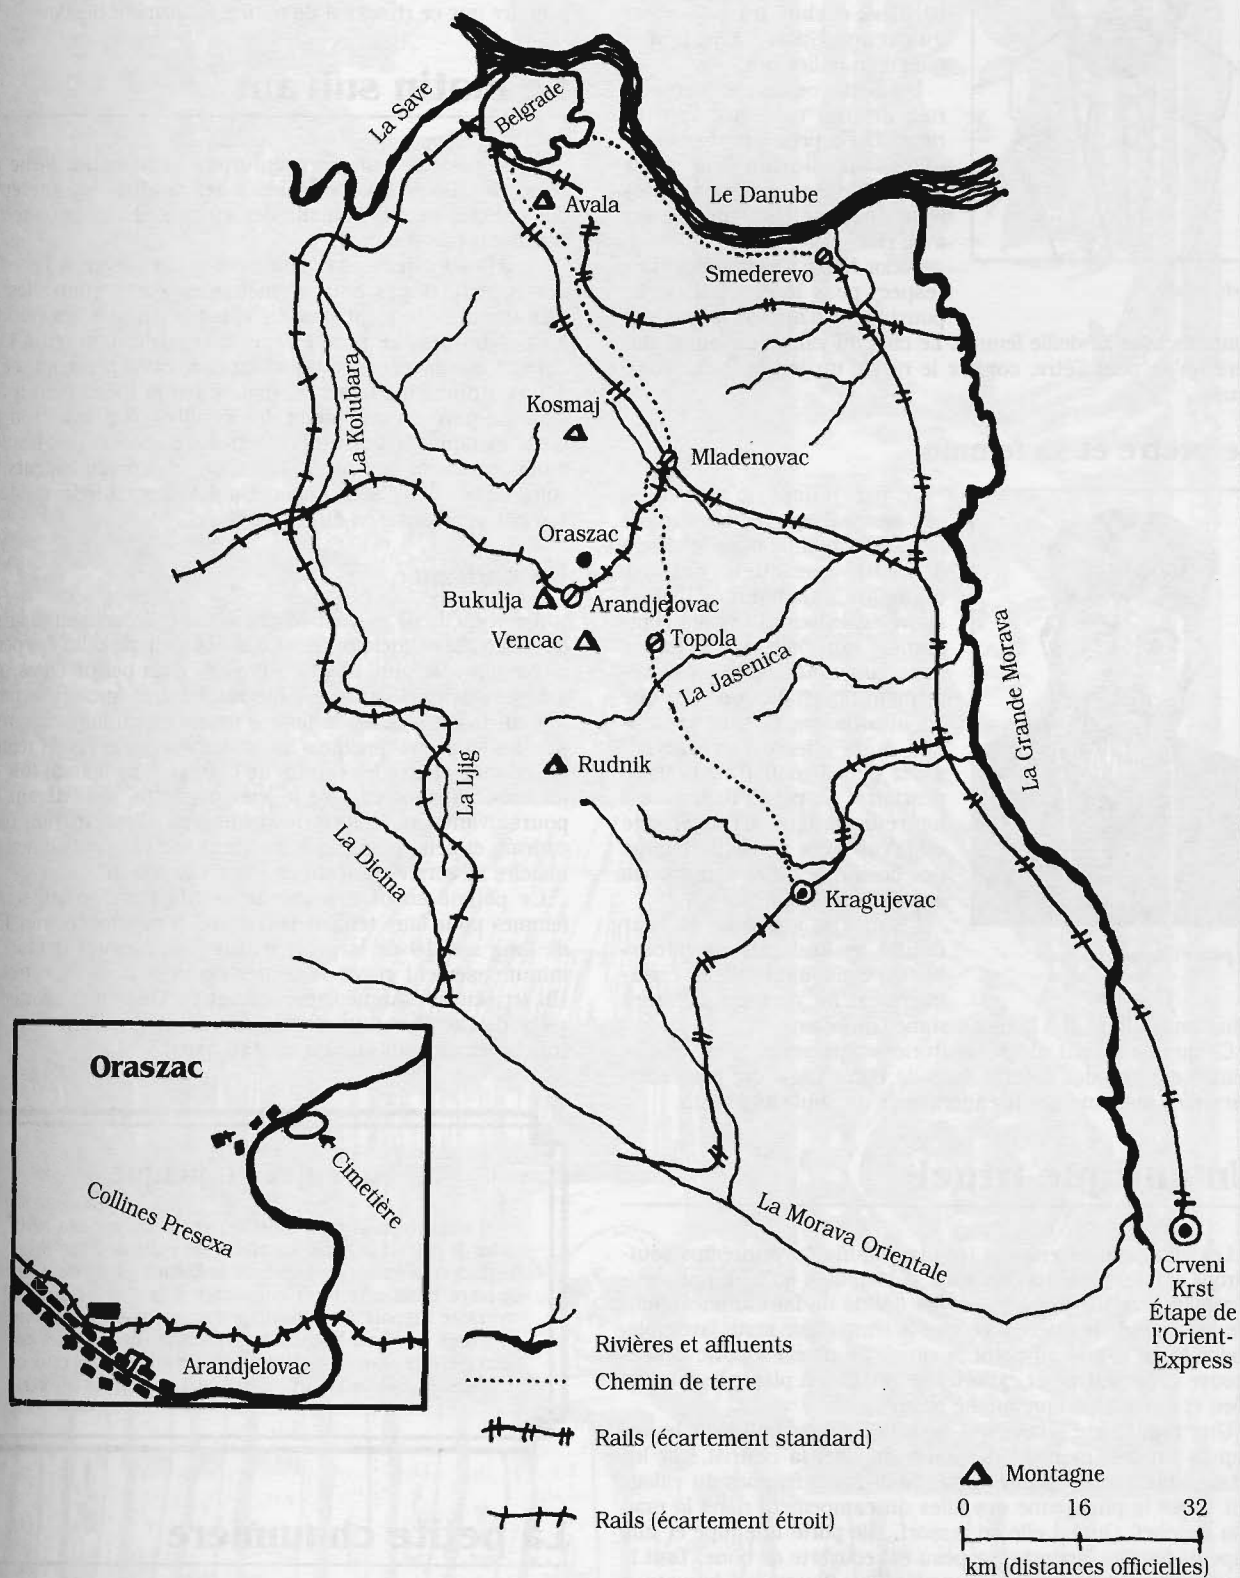 La Save
Belgrade
Le Danube
Avala
Smederevo
La Kolubara
Kosmaj
Mladenovac
Oraszac
Bukulja
Arandjelovac
Vencac
Topola
La Jasenica
La Grande Morava
Rudnik
La Ljig
La Dicina
Kragujevac
La Morava Orientale
Crveni
Krst
Étape de
l'Orient-
Express
Oraszac
Cimetière
Collines Presexa
Arandjelovac
Rivières et affluents
Chemin de terre
Rails (écartement standard)
Rails (écartement étroit)
Montagne
0 16 32
km (distances officielles)